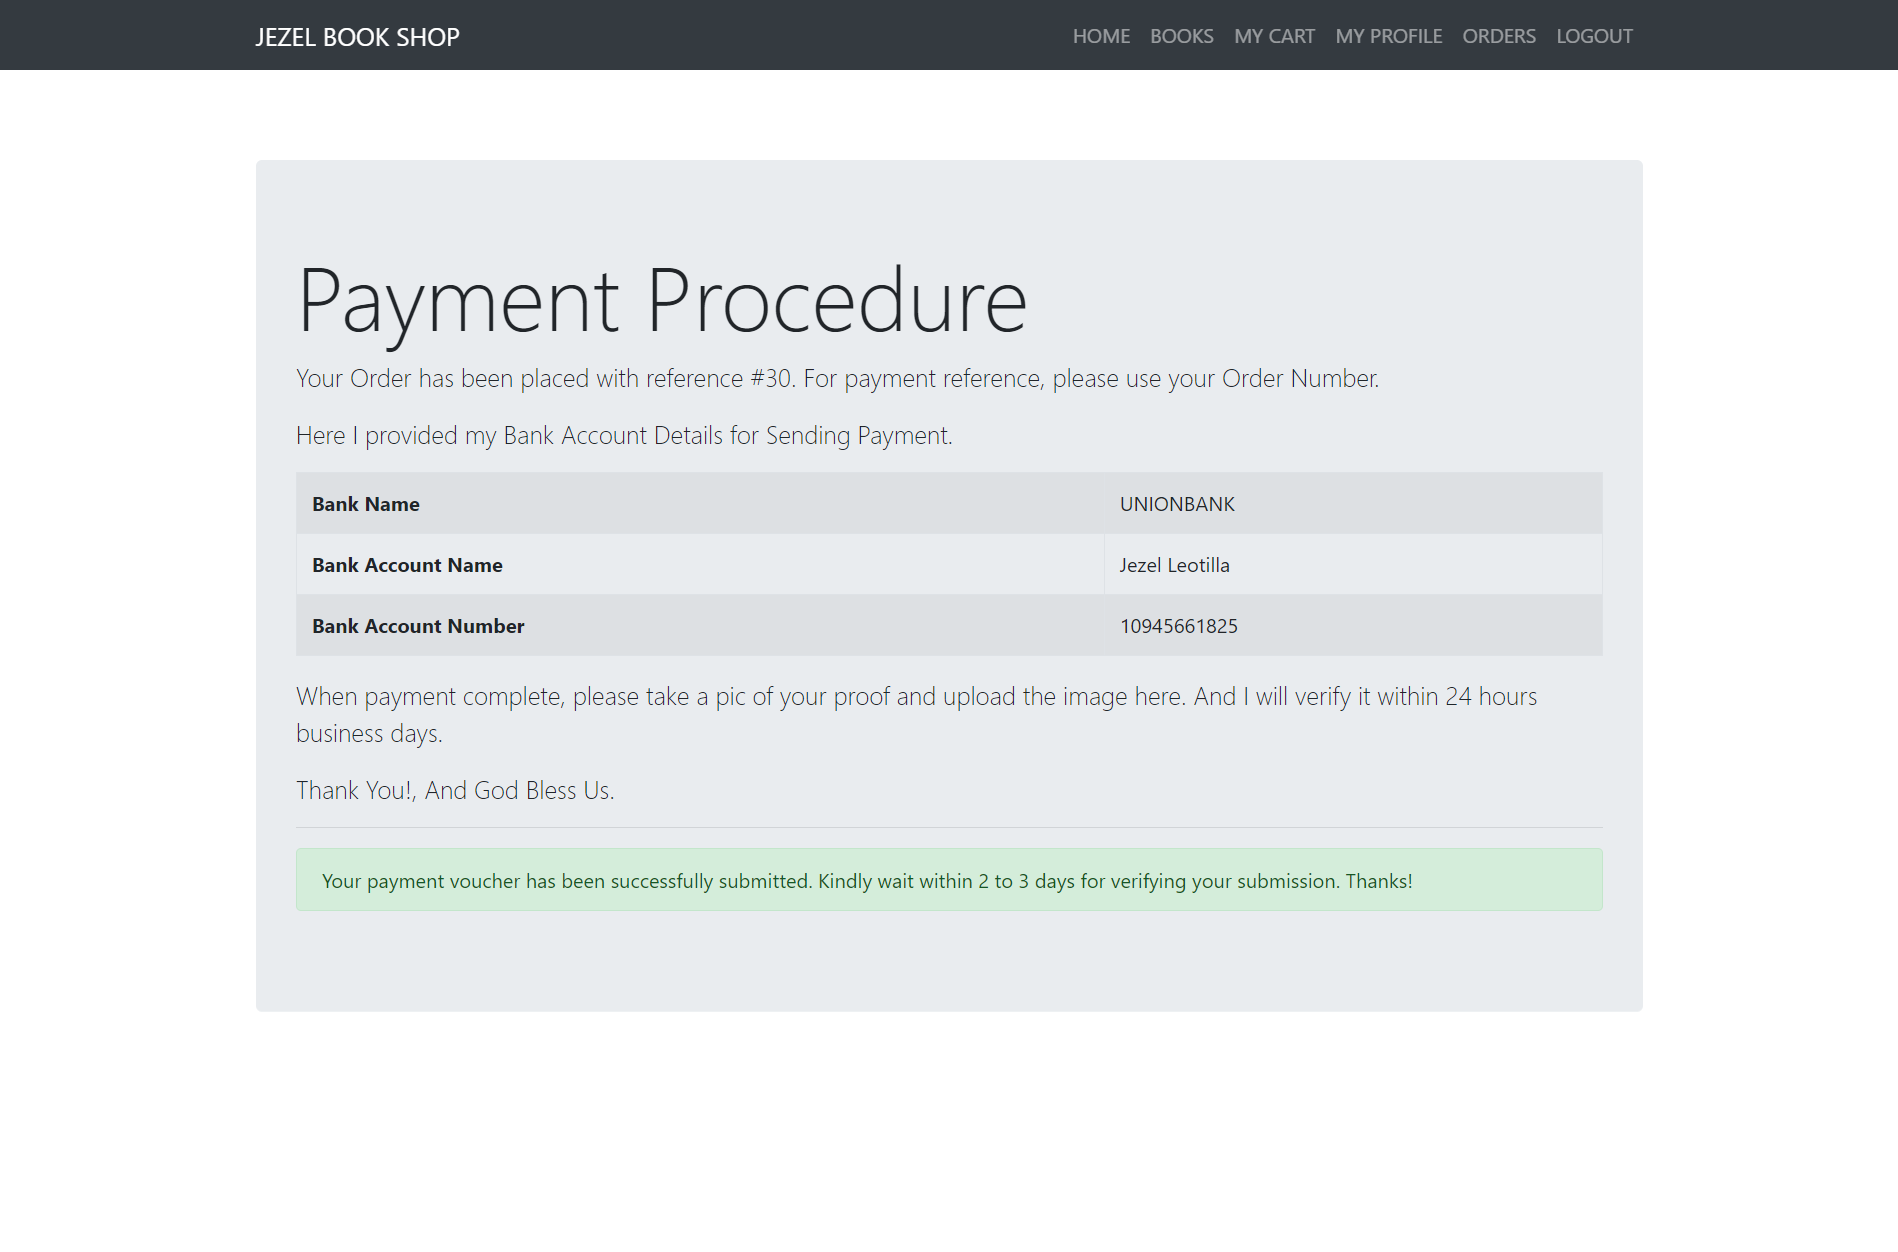 JEZEL BOOK SHOP HOME BOOKS MY CART MY PROFILE ORDERS LOGOUT
Payment Procedure
Your Order has been placed with reference #30. For payment reference, please use your Order Number.
Here I provided my Bank Account Details for Sending Payment.
Bank Name UNIONBANK
Bank Account Name Jezel Leotilla
Bank Account Number 10945661825
When payment complete, please take a pic of your proof and upload the image here. And I will verify it within 24 hours
business days.
Thank You!, And God Bless Us.
Your payment voucher has been successfully submitted. Kindly wait within 2 to 3 days for verifying your submission. Thanks!